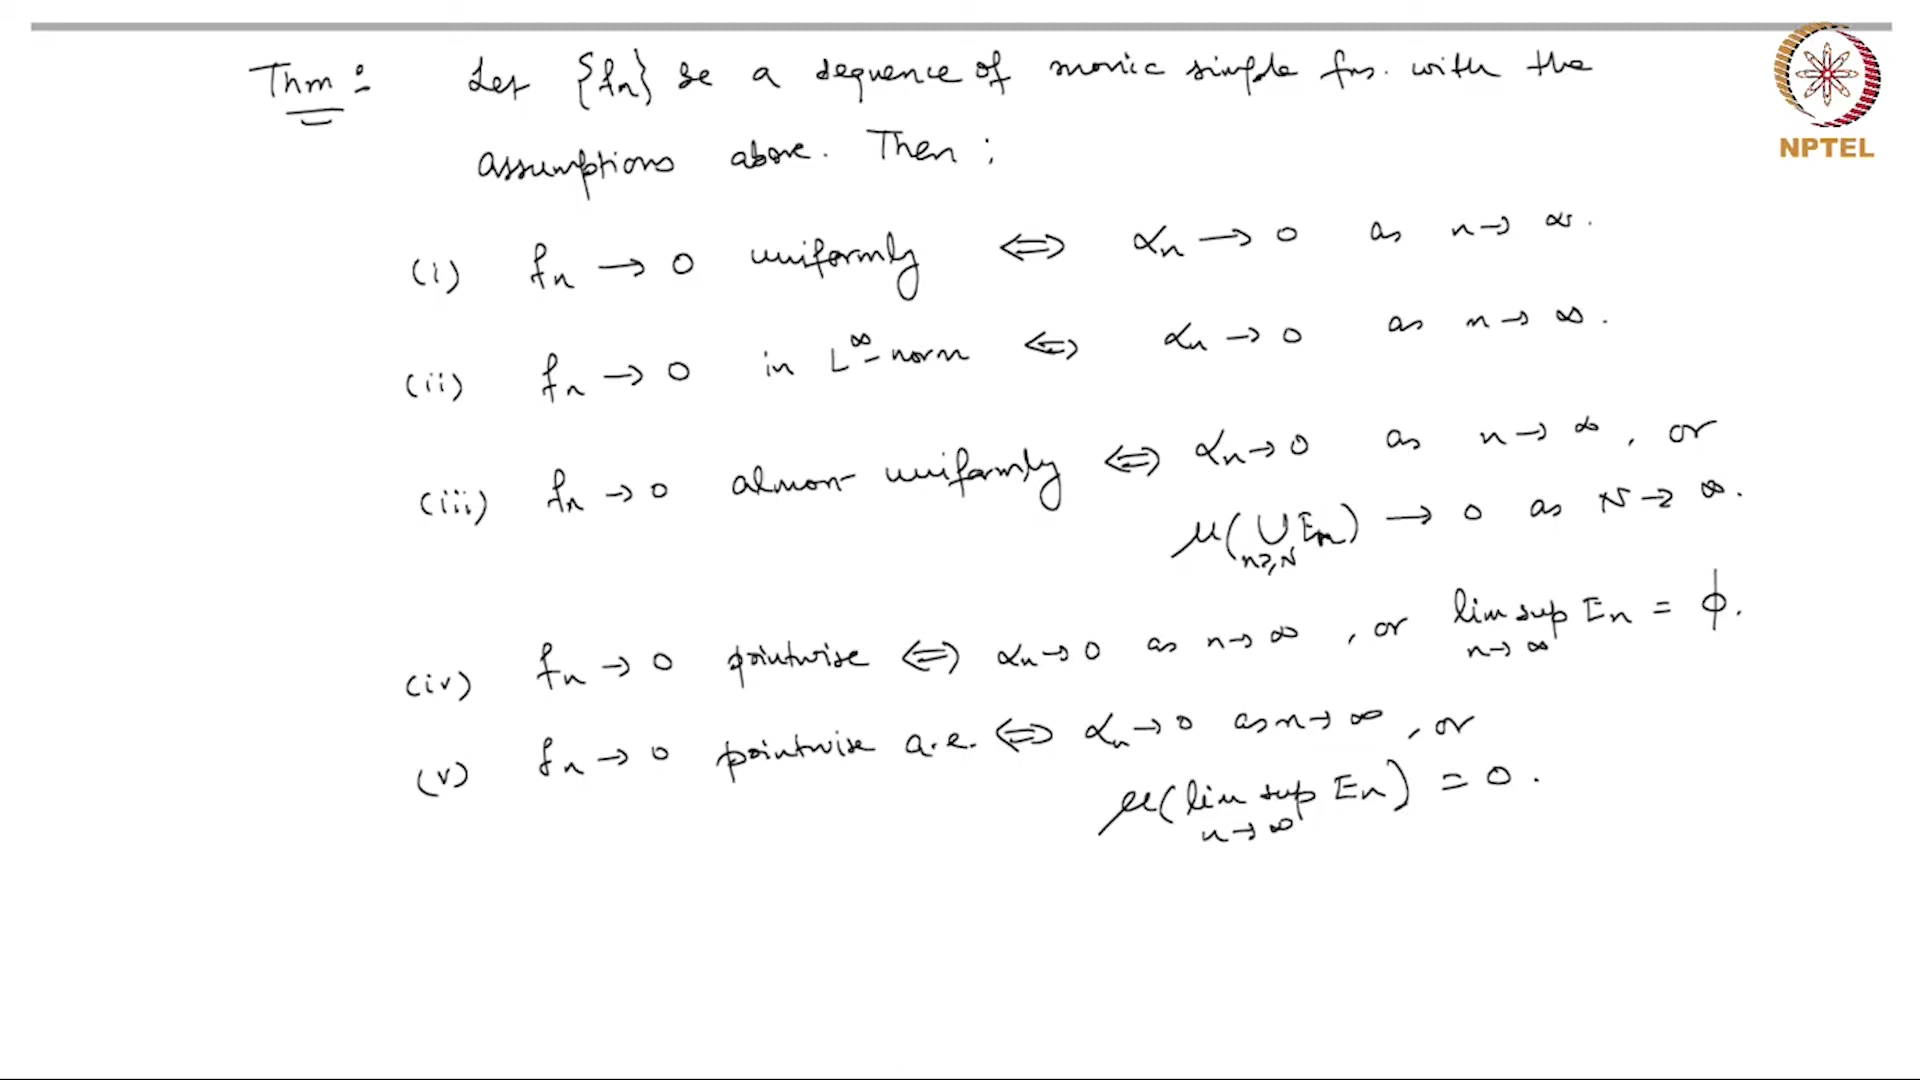 Thm : Let {fn} be a sequence of monic simple fns. with the
assumptions above. Then ;
(i) fn → 0 uniformly ⟺ αn → 0 as n → ∞.
(ii) fn → 0 in L^∞-norm ⟺ αn → 0 as n → ∞.
(iii) fn → 0 almost uniformly ⟺ αn → 0 as n → ∞, or
μ(∪_{n≥N} En) → 0 as N → ∞.
(iv) fn → 0 pointwise ⟺ αn → 0 as n → ∞, or lim sup_{n→∞} En = ϕ.
(v) fn → 0 pointwise a.e. ⟺ αn → 0 as n → ∞, or
μ(lim sup_{n→∞} En) = 0.
NPTEL